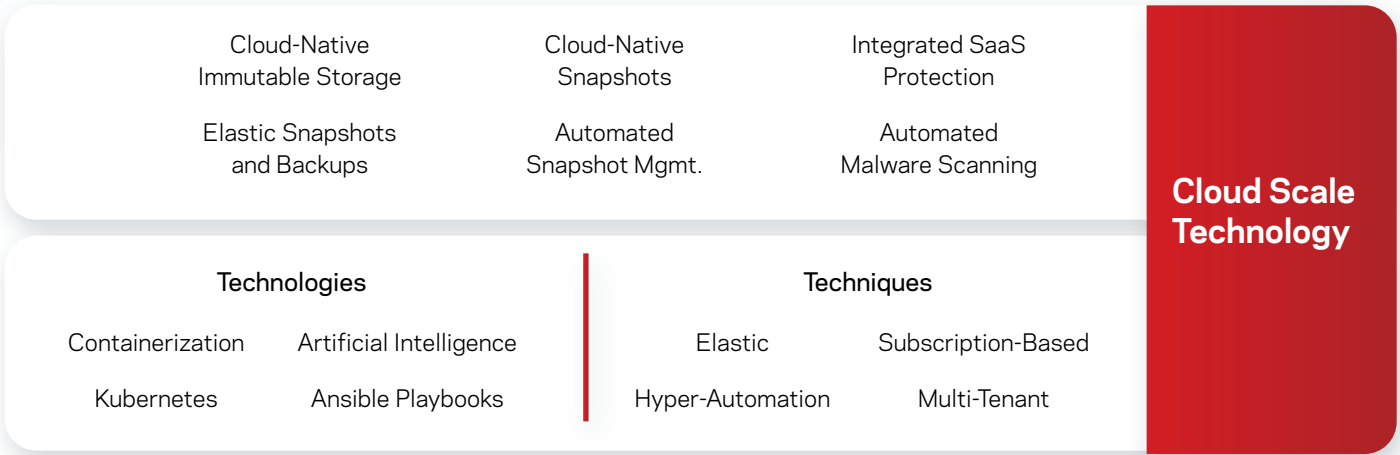 Cloud-Native
Immutable Storage
Cloud-Native
Snapshots
Integrated SaaS
Protection
Elastic Snapshots
and Backups
Automated
Snapshot Mgmt.
Automated
Malware Scanning
Cloud Scale
Technology
Technologies
Containerization
Artificial Intelligence
Kubernetes
Ansible Playbooks
Techniques
Elastic
Subscription-Based
Hyper-Automation
Multi-Tenant